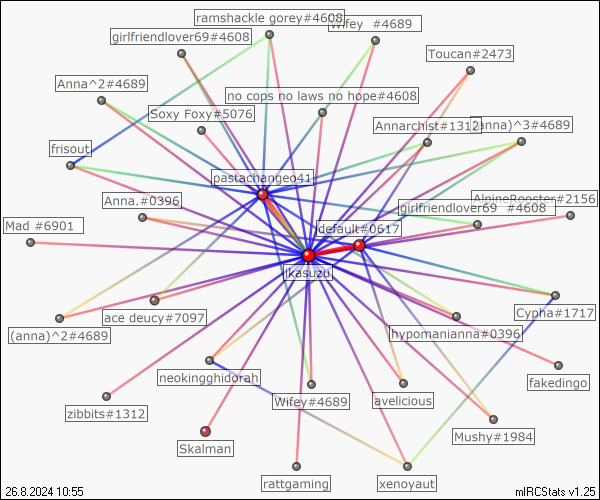 ramshackle gorey#4608
Wifey #4689
girlfriendlover69#4608
Toucan#2473
Anna^2#4689
no cops no laws no hope#4608
Soxy Foxy#5076
Annarchist#1312
anna)^3#4689
frisout
pastachangeo41
Anna.#0396
AlpineRooster#2156
girlfriendlover69 #4608
Mad #6901
default#0617
ikasuzu
ace deucy#7097
Cypha#1717
(anna)^2#4689
hypomanianna#0396
neokingghidorah
fakedingo
Wifey#4689
avelicious
zibbits#1312
Mushy#1984
Skalman
rattgaming
xenoyaut
26.8.2024 10:55
mIRCStats v1.25